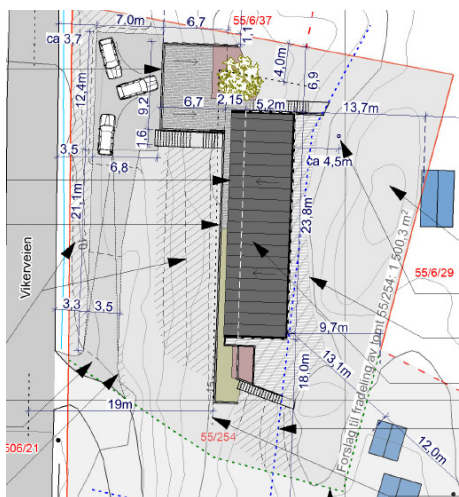 7,0m
6,7
55/6/37
ca 3,7
1,1
4,0m
6,9
12,4m
9,2
6,7
2,15
5,2m
13,7m
1,6
3,5
6,8
ca 4,5m
21,1m
23,8m
Vikerveien
55/6/29
Forslag til fradeling av tomt 55/254: 1.500,3 m²
3,3
3,5
9,7m
13,1m
18,0m
19m
55/254
506/21
12,0m